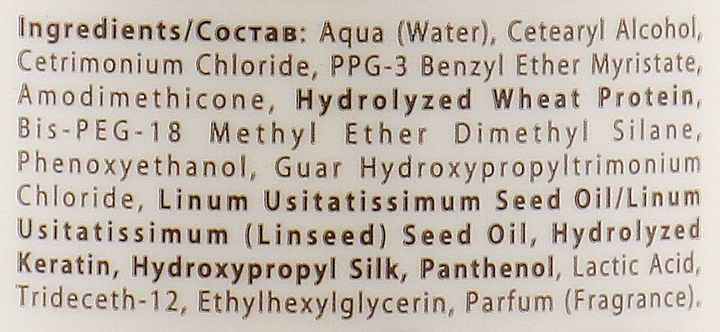 Ingredients/Состав: Aqua (Water), Cetearyl Alcohol,
Cetrimonium Chloride, PPG-3 Benzyl Ether Myristate,
Amodimethicone, Hydrolyzed Wheat Protein,
Bis-PEG-18 Methyl Ether Dimethyl Silane,
Phenoxyethanol, Guar Hydroxypropyltrimonium
Chloride, Linum Usitatissimum Seed Oil/Linum
Usitatissimum (Linseed) Seed Oil, Hydrolyzed
Keratin, Hydroxypropyl Silk, Panthenol, Lactic Acid,
Trideceth-12, Ethylhexylglycerin, Parfum (Fragrance).